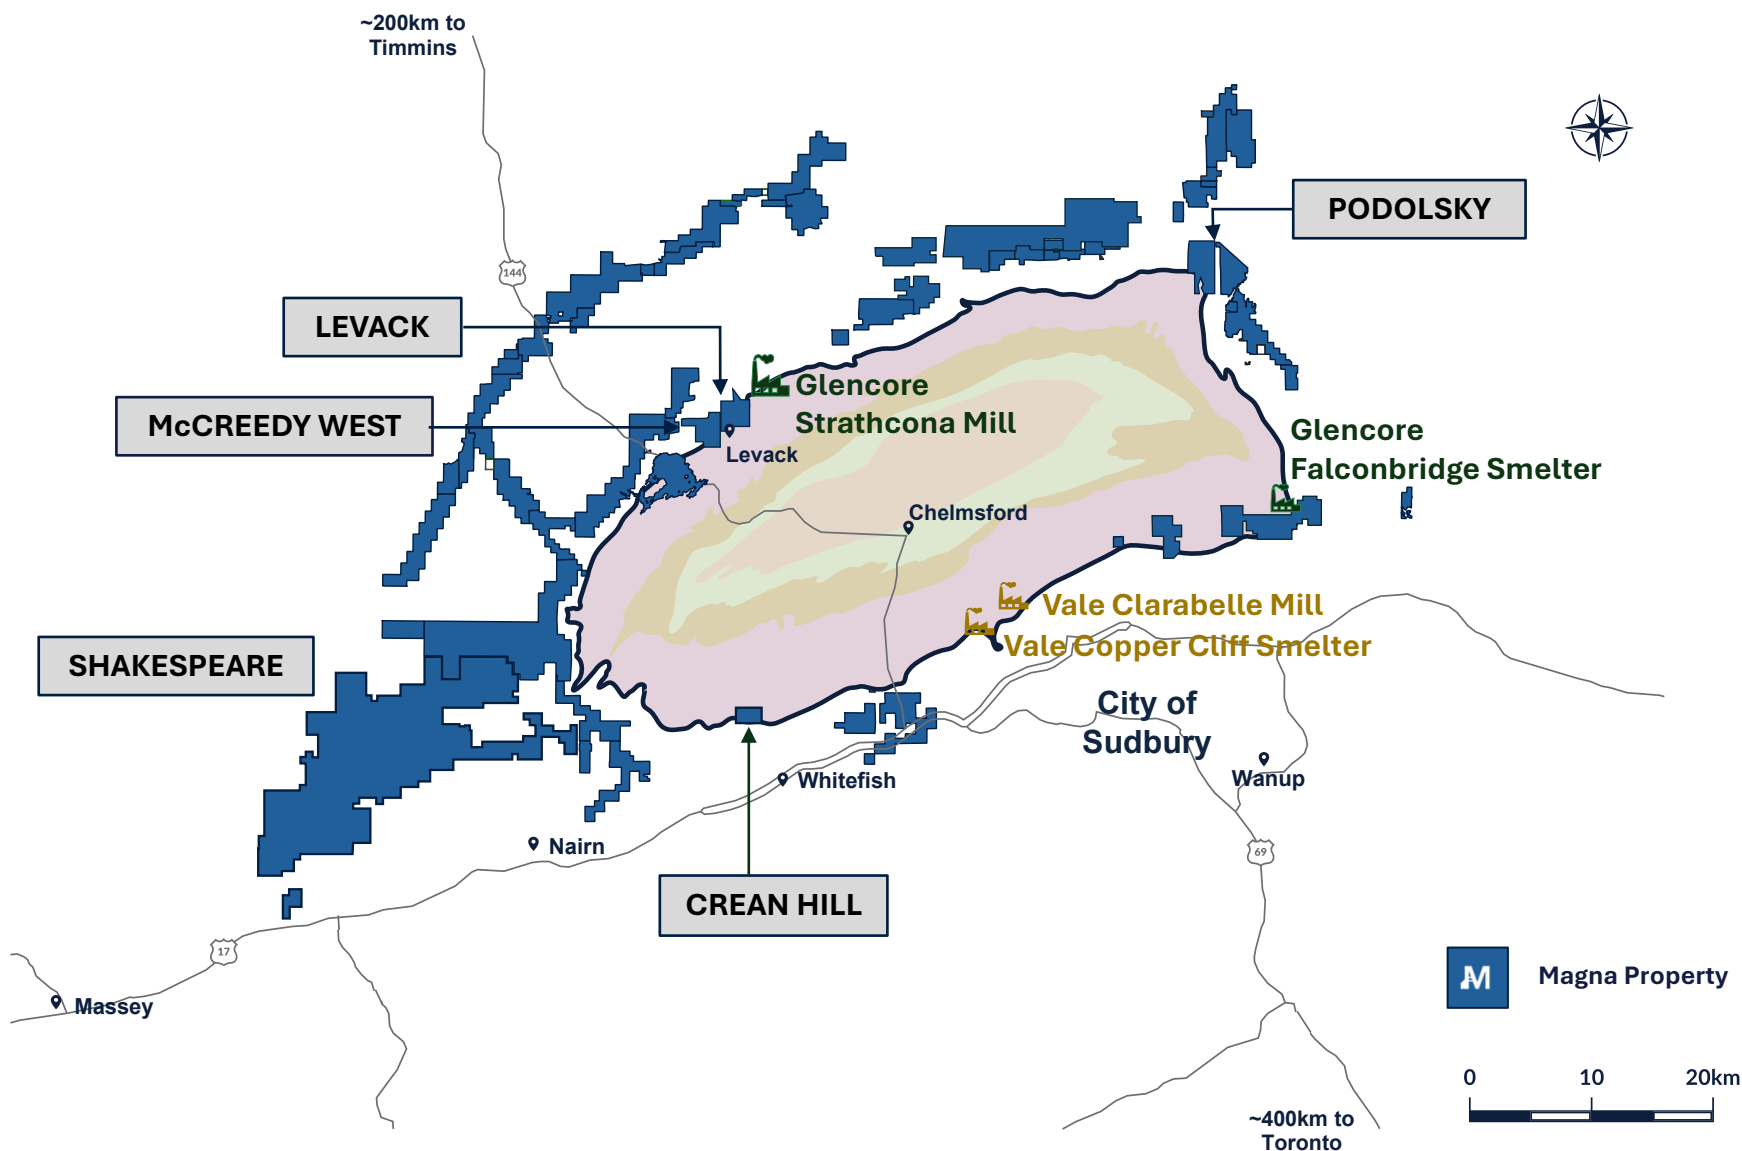 ~200km to
Timmins
144
PODOLSKY
LEVACK
Glencore
Strathcona Mill
McCREEDY WEST
Levack
Glencore
Falconbridge Smelter
Chelmsford
Vale Clarabelle Mill
Vale Copper Cliff Smelter
SHAKESPEARE
City of
Sudbury
Whitefish
Wanup
Nairn
69
CREAN HILL
17
Massey
M
Magna Property
0 10 20km
~400km to
Toronto